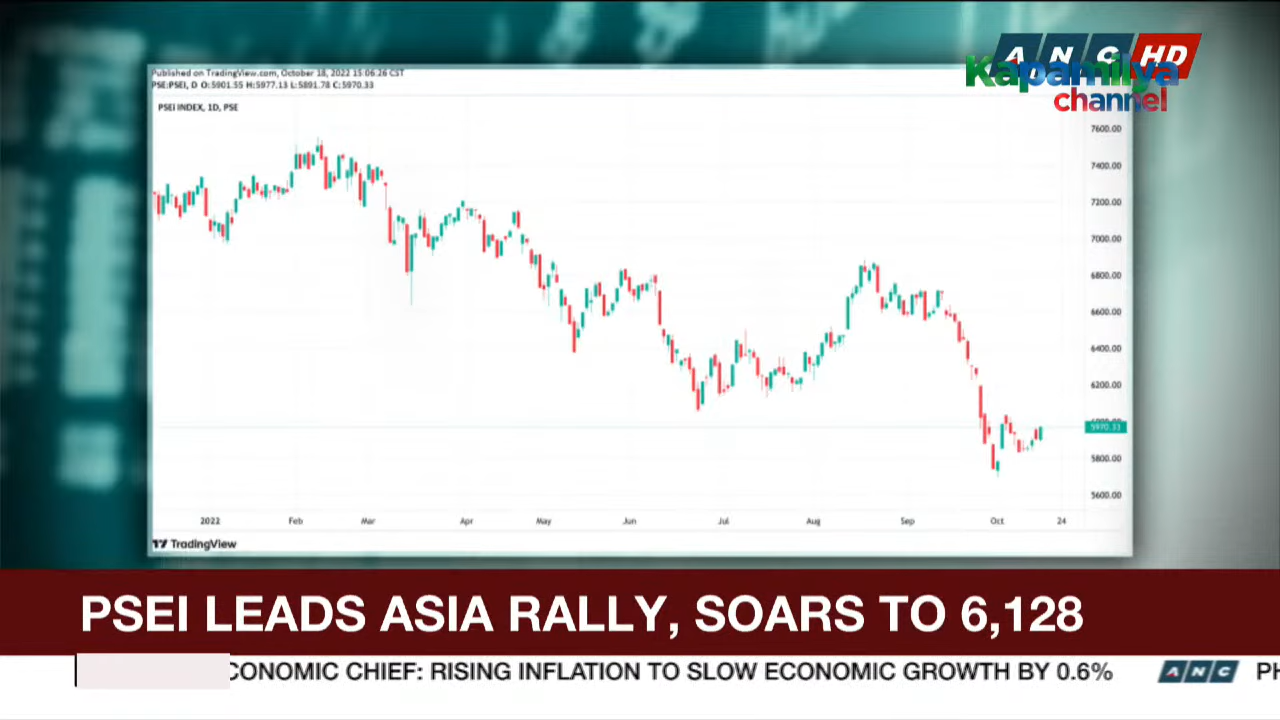 Published on TradingView.com, October 18, 2022 15:06:26 CST
PSE:PSEI, D O:5901.55 H:5977.13 L:5891.78 C:5970.33
PSEI INDEX, 1D, PSE
ANC HD
Kapamilya
channel
7600.00
7400.00
7200.00
7000.00
6800.00
6600.00
6400.00
6200.00
5970.33
5800.00
5600.00
2022 Feb Mar Apr May Jun Jul Aug Sep Oct 24
TradingView
PSEI LEADS ASIA RALLY, SOARS TO 6,128
CONOMIC CHIEF: RISING INFLATION TO SLOW ECONOMIC GROWTH BY 0.6% ANC PH